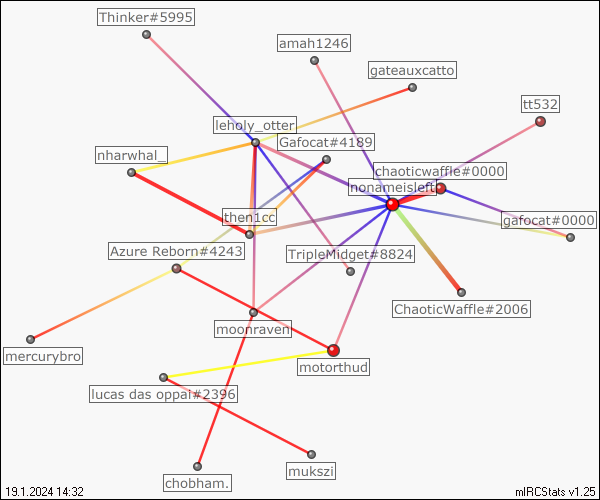 Thinker#5995
amah1246
gateauxcatto
tt532
leholy_otter
Gafocat#4189
nharwhal_
chaoticwaffle#0000
then1cc
gafocat#0000
Azure Reborn#4243
TripleMidget#8824
ChaoticWaffle#2006
moonraven
mercurybro
motorthud
lucas das oppai#2396
mukszi
chobham.
19.1.2024 14:32
mIRCStats v1.25